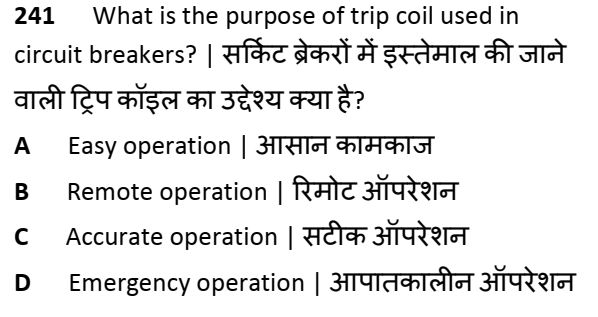 241 What is the purpose of trip coil used in
circuit breakers? | सर्किट ब्रेकरों में इस्तेमाल की जाने
वाली ट्रिप कॉइल का उद्देश्य क्या है?
A Easy operation | आसान कामकाज
B Remote operation | रिमोट ऑपरेशन
C Accurate operation | सटीक ऑपरेशन
D Emergency operation | आपातकालीन ऑपरेशन